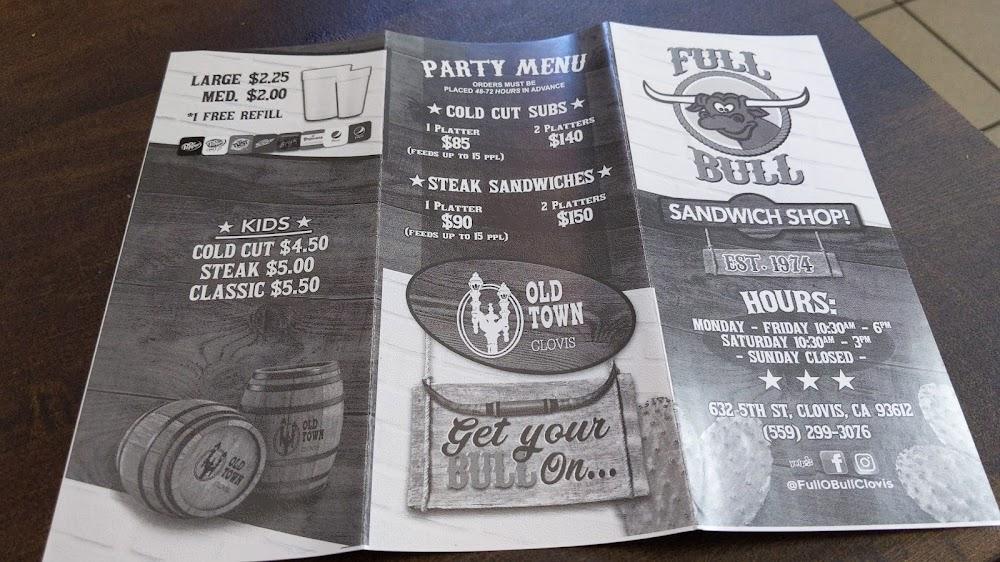 LARGE $2.25
MED. $2.00
*1 FREE REFILL
★ KIDS ★
COLD CUT $4.50
STEAK $5.00
CLASSIC $5.50
OLD
TOWN
OLD
TOWN
PARTY MENU
ORDERS MUST BE
PLACED 48-72 HOURS IN ADVANCE
★ COLD CUT SUBS ★
1 PLATTER
$85
(FEEDS UP TO 15 PPL)
2 PLATTERS
$140
★ STEAK SANDWICHES ★
1 PLATTER
$90
(FEEDS UP TO 15 PPL)
2 PLATTERS
$150
OLD
TOWN
CLOVIS
Get your
BULL On...
FULL
BULL
SANDWICH SHOP!
EST. 1974
HOURS:
MONDAY - FRIDAY 10:30AM - 6PM
SATURDAY 10:30AM - 3PM
- SUNDAY CLOSED -
632-5TH ST, CLOVIS, CA 93612
(559) 299-3076
yelp
@FullOBullClovis